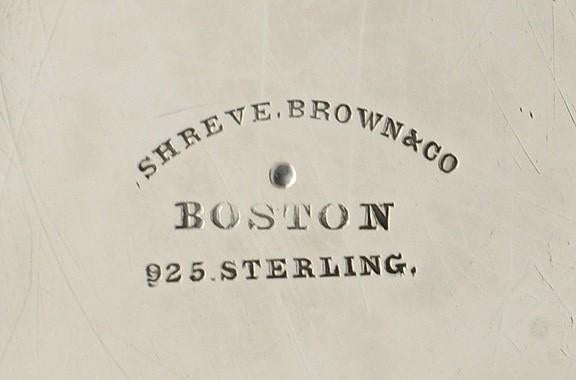 SHREVE, BROWN & CO
BOSTON
925.STERLING.